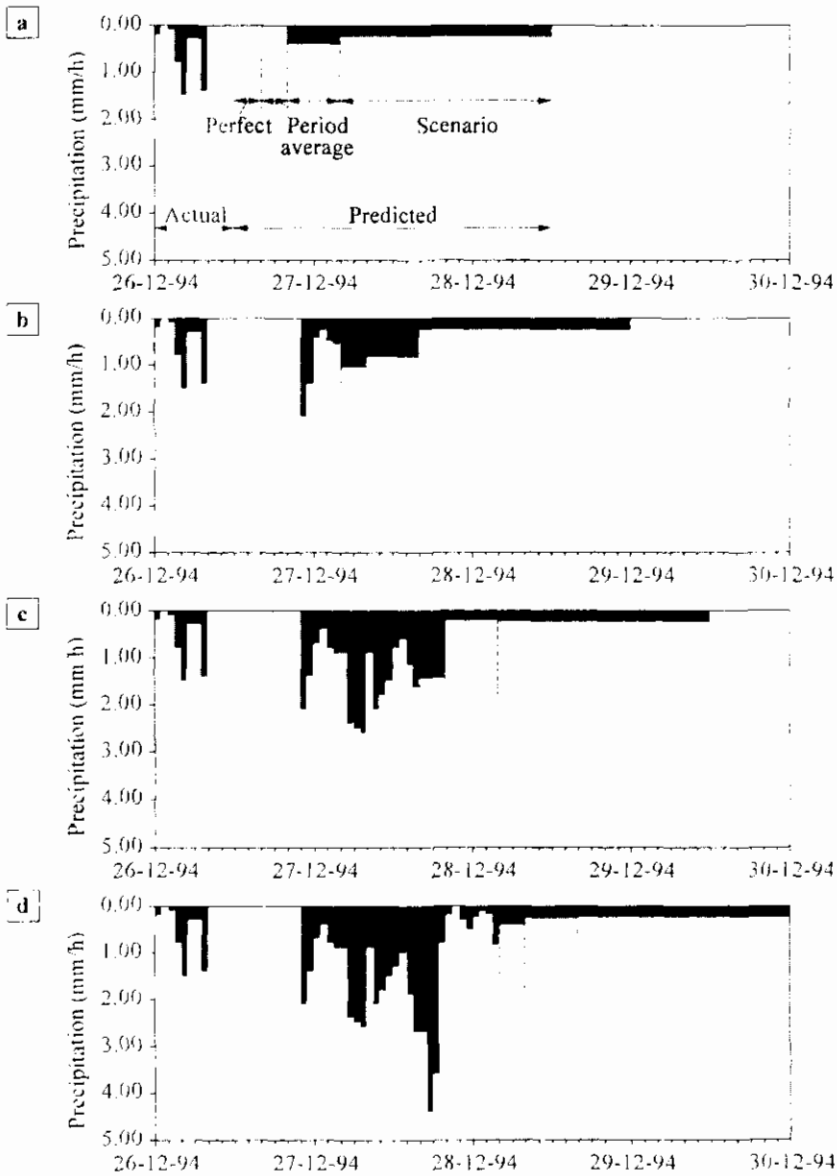 a
Precipitation (mm/h)
0.00
1.00
2.00
3.00
4.00
5.00
Perfect
Period average
Scenario
Actual
Predicted
26-12-94 27-12-94 28-12-94 29-12-94 30-12-94
b
Precipitation (mm/h)
0.00
1.00
2.00
3.00
4.00
5.00
26-12-94 27-12-94 28-12-94 29-12-94 30-12-94
c
Precipitation (mm h)
0.00
1.00
2.00
3.00
4.00
5.00
26-12-94 27-12-94 28-12-94 29-12-94 30-12-94
d
Precipitation (mm/h)
0.00
1.00
2.00
3.00
4.00
5.00
26-12-94 27-12-94 28-12-94 29-12-94 30-12-94